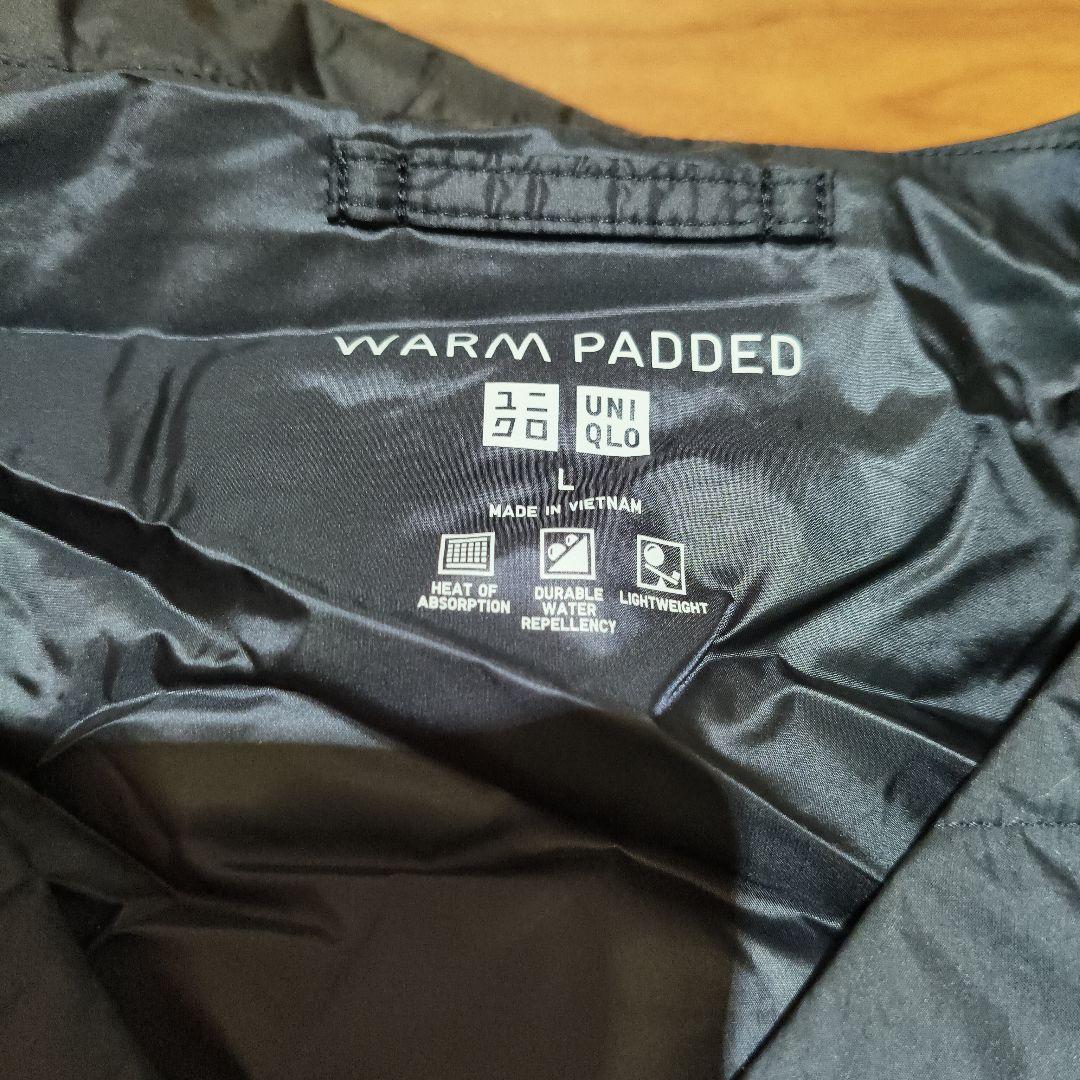 WARM PADDED
ユニ
クロ
UNI
QLO
L
MADE IN VIETNAM
HEAT OF
ABSORPTION
DURABLE
WATER
REPELLENCY
LIGHTWEIGHT